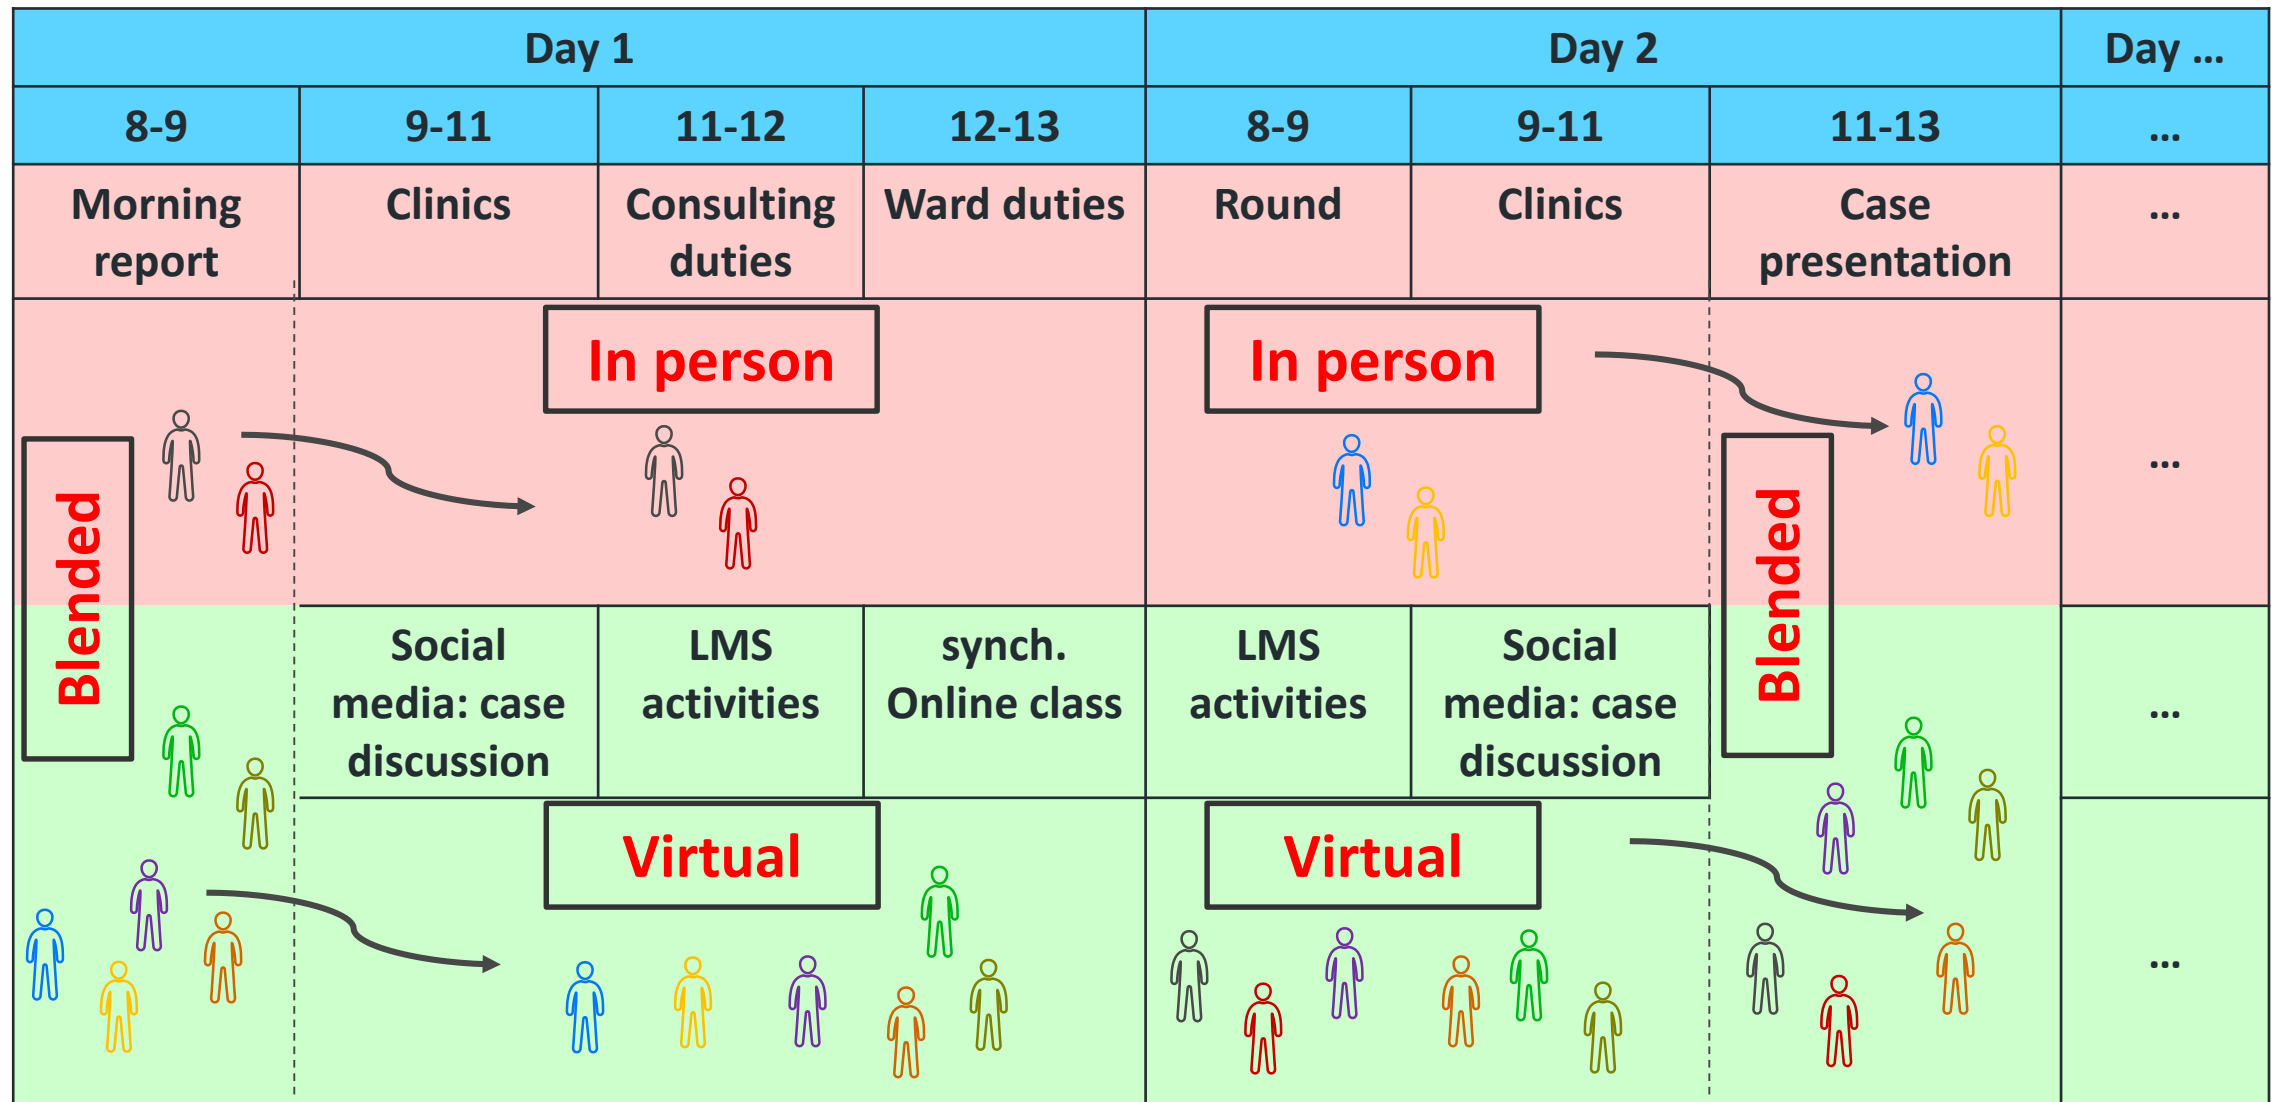 Day 1
Day 2
Day ...
8-9
9-11
11-12
12-13
8-9
9-11
11-13
...
Morning
report
Clinics
Consulting
duties
Ward duties
Round
Clinics
Case
presentation
...
In person
In person
Blended
Blended
...
Social
media: case
discussion
LMS
activities
synch.
Online class
LMS
activities
Social
media: case
discussion
...
Virtual
Virtual
...